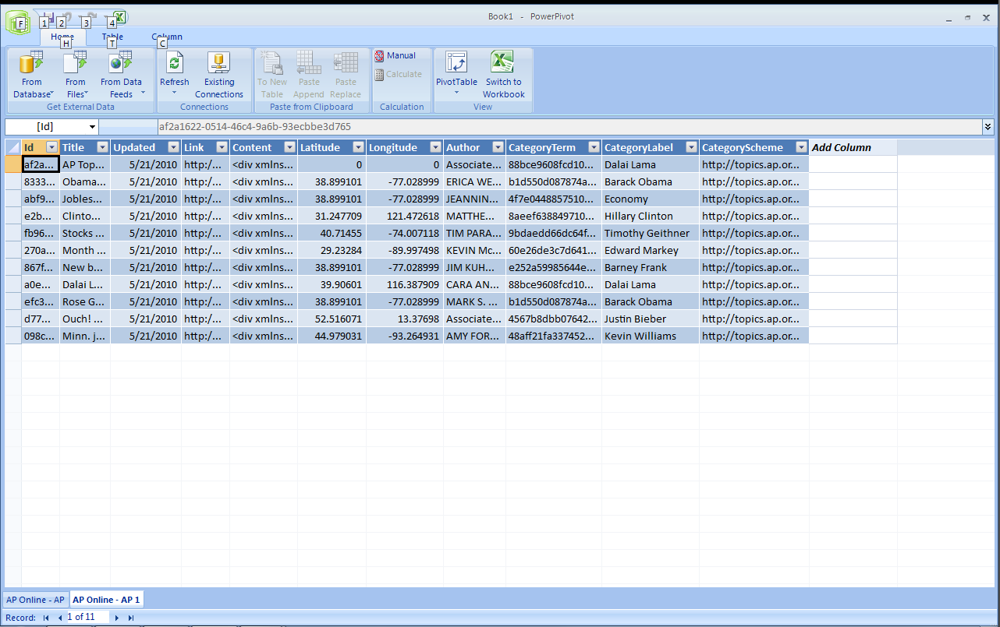 Book1 - PowerPivot
F 1 2 3 4
Home Table Column
H T C
From Database
From Files
From Data Feeds
Get External Data
Refresh
Existing Connections
Connections
To New Table
Paste Append
Paste Replace
Paste from Clipboard
Manual
Calculate
Calculation
PivotTable
Switch to Workbook
View
[Id] af2a1622-0514-46c4-9a6b-93ecbbe3d765
Id Title Updated Link Content Latitude Longitude Author CategoryTerm CategoryLabel CategoryScheme Add Column
af2a... AP Top... 5/21/2010 http:/... <div xmlns... 0 0 Associate... 88bce9608fcd10... Dalai Lama http://topics.ap.or...
8333... Obama... 5/21/2010 http:/... <div xmlns... 38.899101 -77.028999 ERICA WE... b1d550d087874a... Barack Obama http://topics.ap.or...
abf9... Jobles... 5/21/2010 http:/... <div xmlns... 38.899101 -77.028999 JEANNIN... 4f7e0448857510... Economy http://topics.ap.or...
e2b... Clinto... 5/21/2010 http:/... <div xmlns... 31.247709 121.472618 MATTHE... 8aeef638849710... Hillary Clinton http://topics.ap.or...
fb96... Stocks ... 5/21/2010 http:/... <div xmlns... 40.71455 -74.007118 TIM PARA... 9bdaedd66dc64f... Timothy Geithner http://topics.ap.or...
270a... Month ... 5/21/2010 http:/... <div xmlns... 29.23284 -89.997498 KEVIN Mc... 60e26de3c7d641... Edward Markey http://topics.ap.or...
867f... New b... 5/21/2010 http:/... <div xmlns... 38.899101 -77.028999 JIM KUH... e252a59985644e... Barney Frank http://topics.ap.or...
a0e... Dalai L... 5/21/2010 http:/... <div xmlns... 39.90601 116.387909 CARA AN... 88bce9608fcd10... Dalai Lama http://topics.ap.or...
efc3... Rose G... 5/21/2010 http:/... <div xmlns... 38.899101 -77.028999 MARK S. ... b1d550d087874a... Barack Obama http://topics.ap.or...
d77... Ouch! ... 5/21/2010 http:/... <div xmlns... 52.516071 13.37698 Associate... 4567b8dbb07642... Justin Bieber http://topics.ap.or...
098c... Minn. j... 5/21/2010 http:/... <div xmlns... 44.979031 -93.264931 AMY FOR... 48aff21fa337452... Kevin Williams http://topics.ap.or...
AP Online - AP AP Online - AP 1
Record: 1 of 11